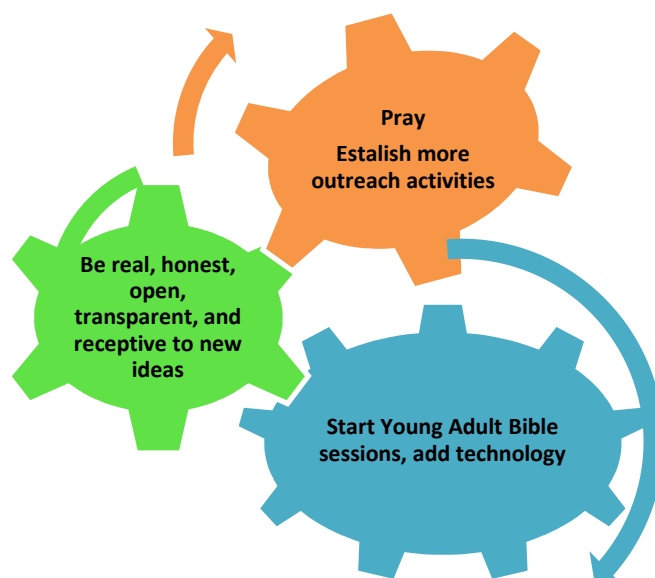 Pray
Estalish more
outreach activities
Be real, honest,
open,
transparent, and
receptive to new
ideas
Start Young Adult Bible
sessions, add technology